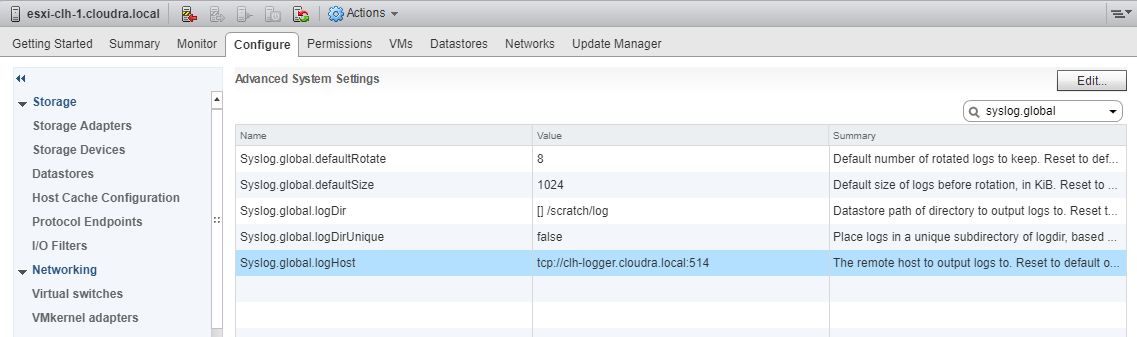 esxi-clh-1.cloudra.local Actions
Getting Started Summary Monitor Configure Permissions VMs Datastores Networks Update Manager
Advanced System Settings
Edit...
syslog.global
Storage
Storage Adapters
Storage Devices
Datastores
Host Cache Configuration
Protocol Endpoints
I/O Filters
Networking
Virtual switches
VMkernel adapters
Name Value Summary
Syslog.global.defaultRotate 8 Default number of rotated logs to keep. Reset to def...
Syslog.global.defaultSize 1024 Default size of logs before rotation, in KiB. Reset to ...
Syslog.global.logDir [] /scratch/log Datastore path of directory to output logs to. Reset t...
Syslog.global.logDirUnique false Place logs in a unique subdirectory of logdir, based ...
Syslog.global.logHost tcp://clh-logger.cloudra.local:514 The remote host to output logs to. Reset to default o...